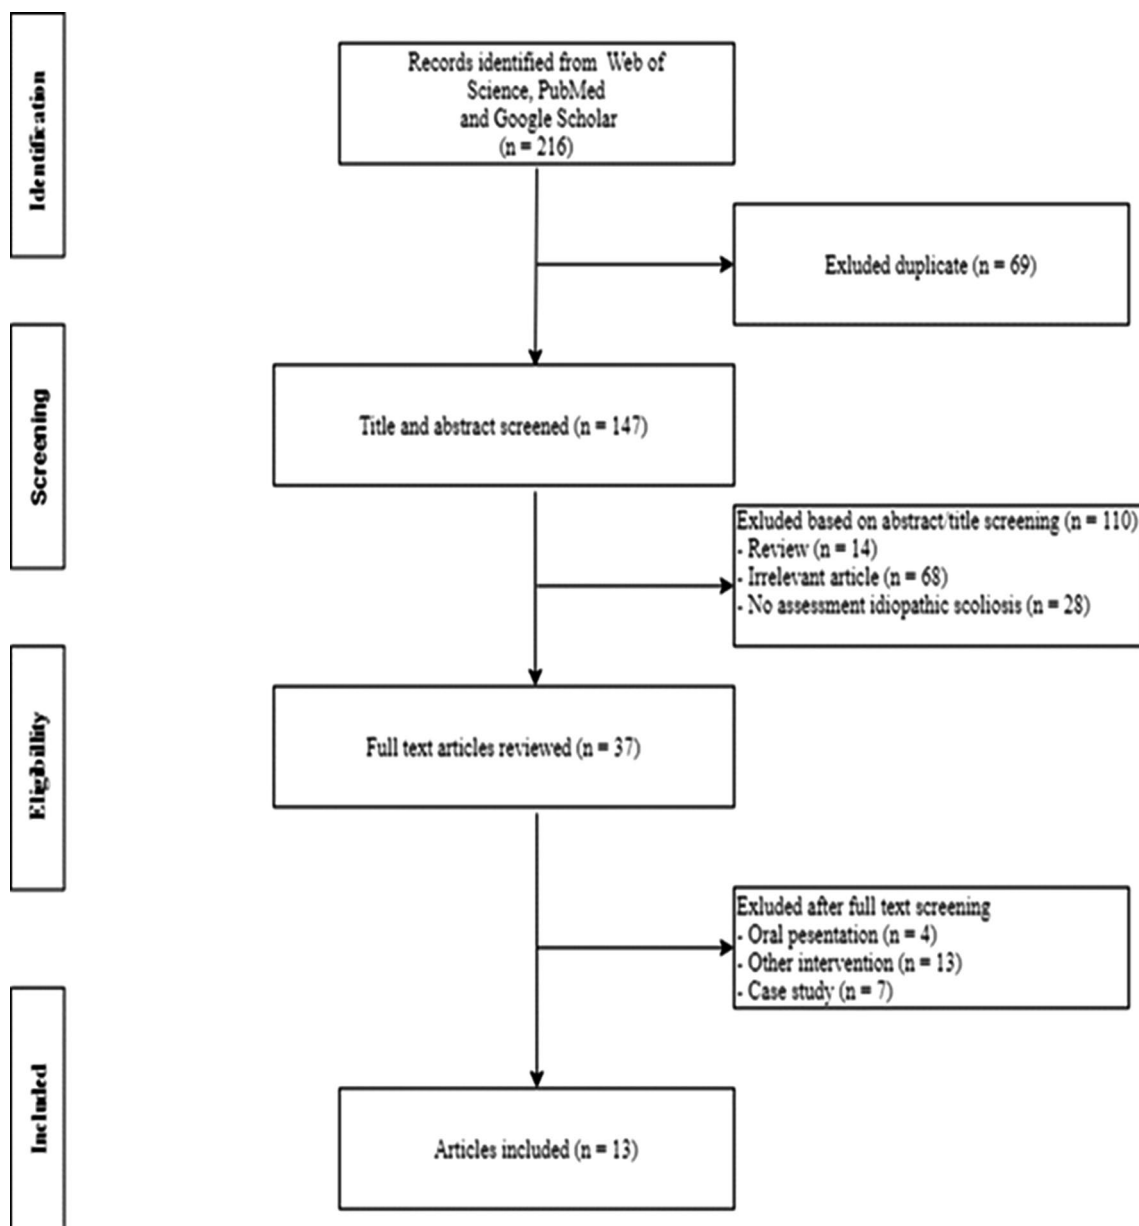 Identification
Records identified from Web of
Science, PubMed
and Google Scholar
(n = 216)
Exluded duplicate (n = 69)
Screening
Title and abstract screened (n = 147)
Exluded based on abstract/title screening (n = 110)
- Review (n = 14)
- Irrelevant article (n = 68)
- No assessment idiopathic scoliosis (n = 28)
Eligibillity
Full text articles reviewed (n = 37)
Exluded after full text screening
- Oral pesentation (n = 4)
- Other intervention (n = 13)
- Case study (n = 7)
Included
Articles included (n = 13)